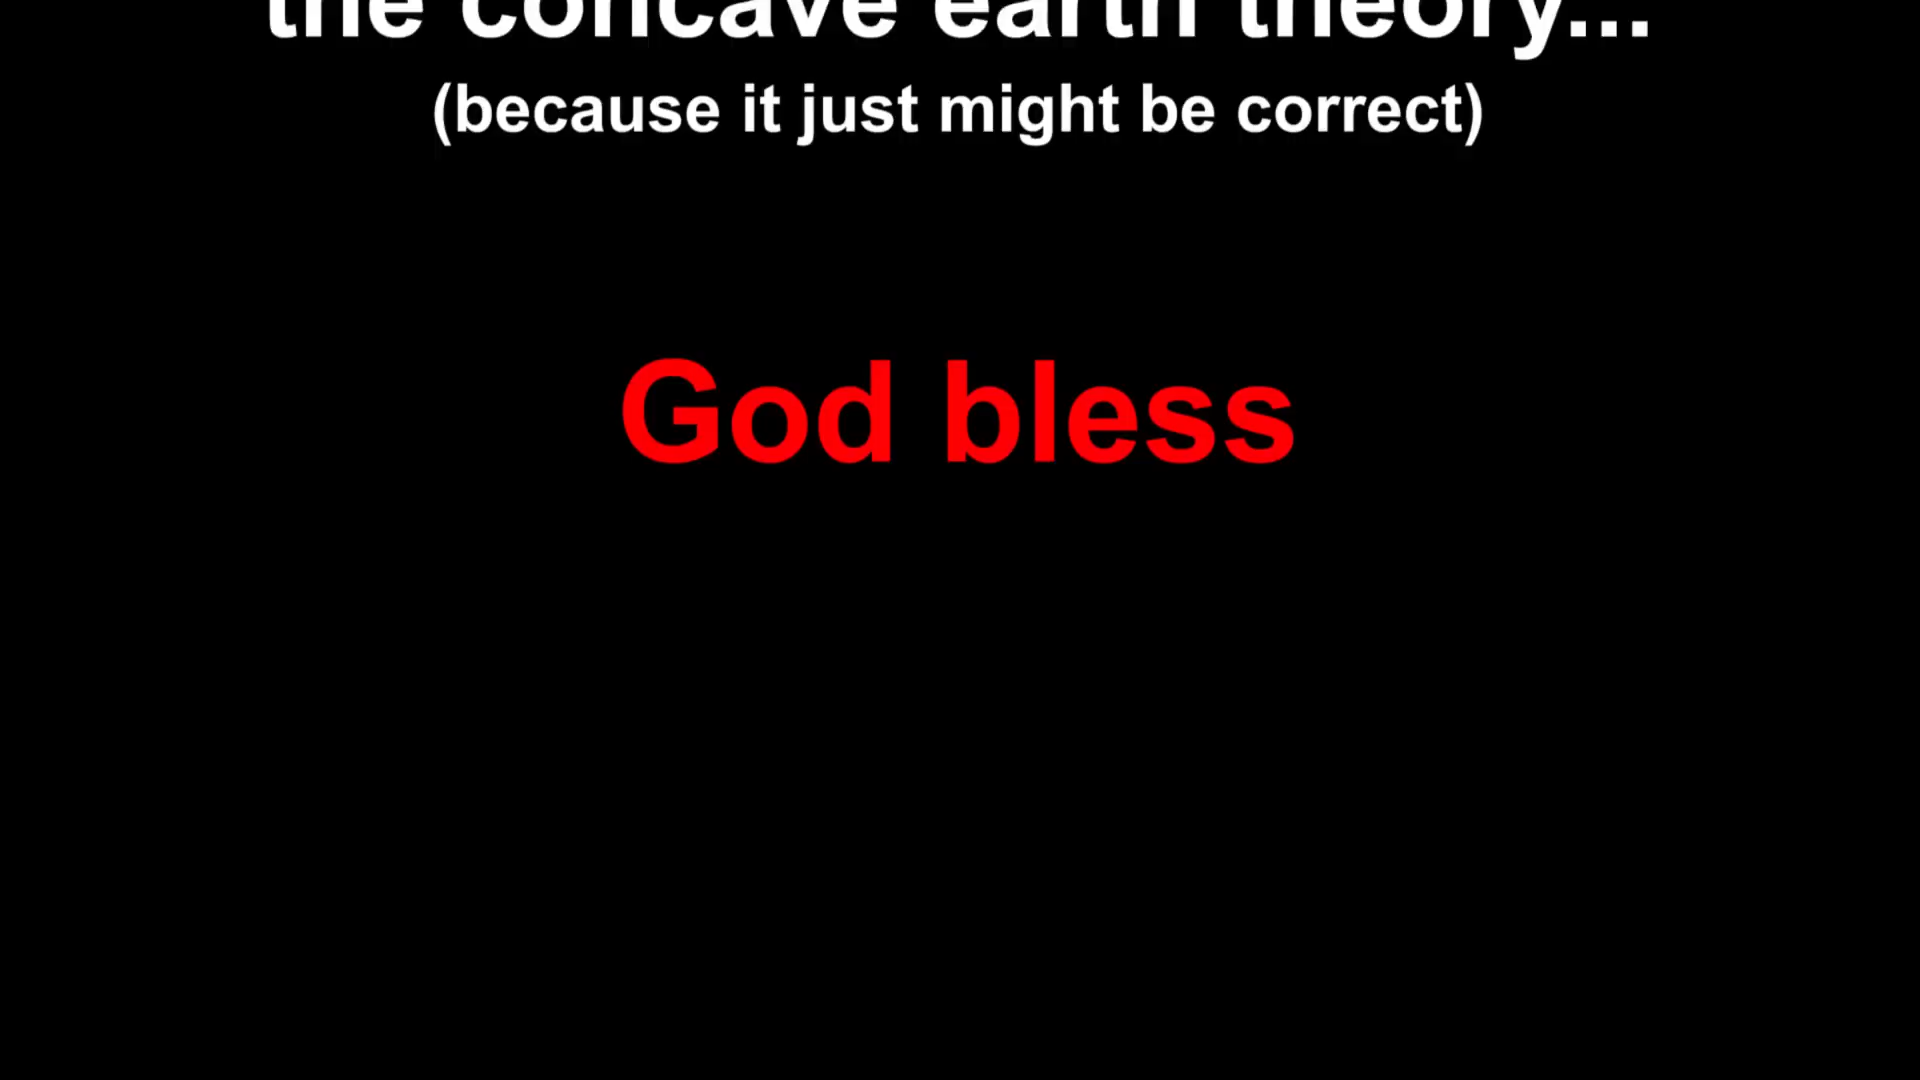 the concave earth theory...
(because it just might be correct)
God bless